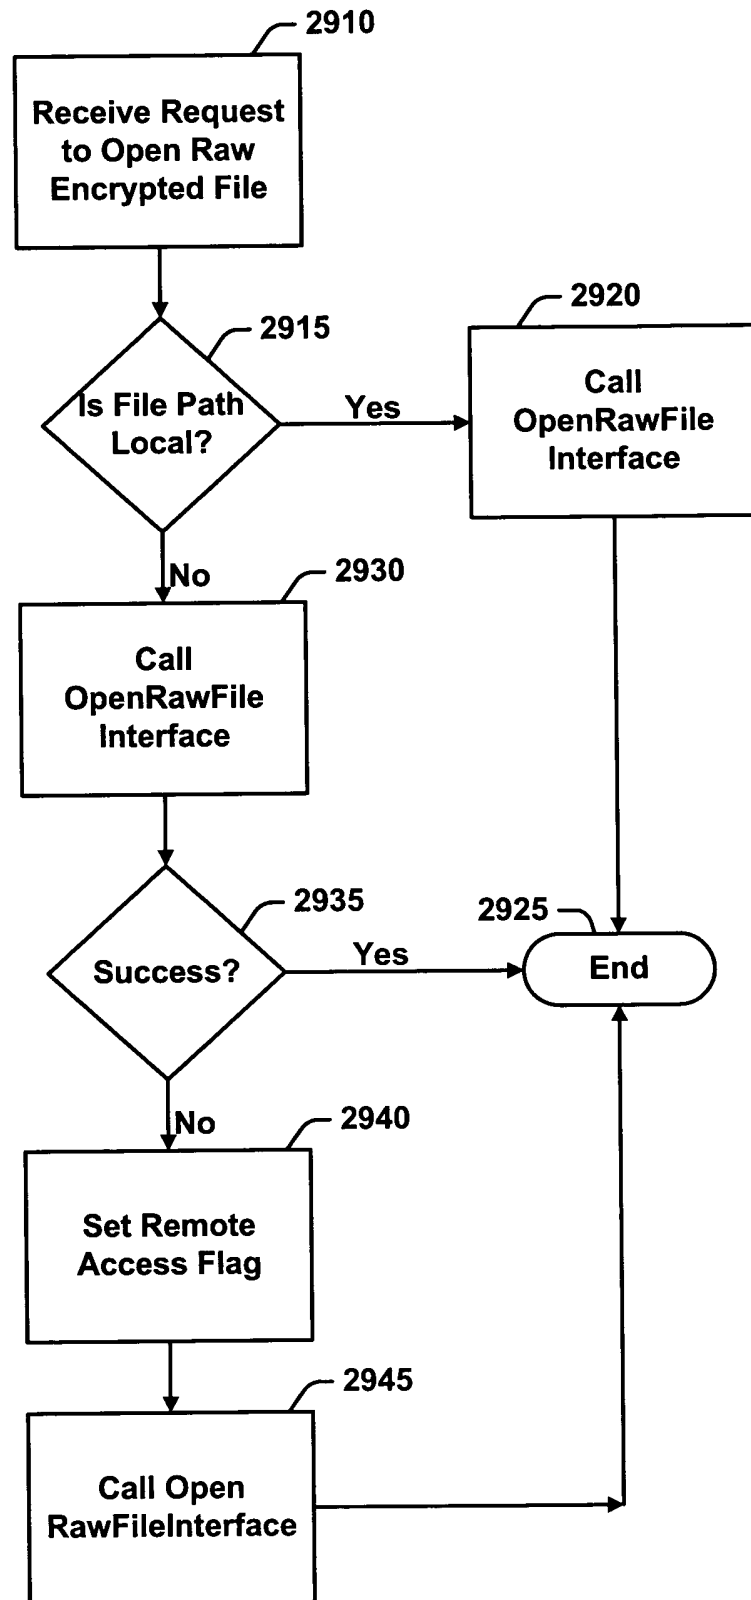 2910
Receive Request
to Open Raw
Encrypted File
2915
Is File Path
Local?
Yes
2920
Call
OpenRawFile
Interface
No
2930
Call
OpenRawFile
Interface
2935
Success?
Yes
2925
End
No
2940
Set Remote
Access Flag
2945
Call Open
RawFileInterface